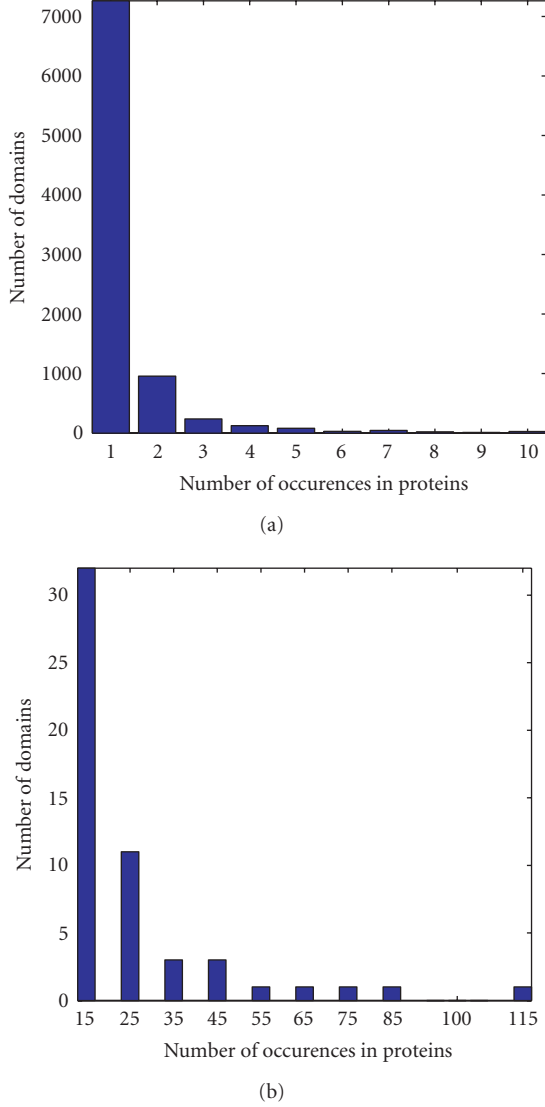 7000
6000
5000
4000
3000
2000
1000
0
Number of domains
1 2 3 4 5 6 7 8 9 10
Number of occurences in proteins
(a)
30
25
20
15
10
5
0
Number of domains
15 25 35 45 55 65 75 85 100 115
Number of occurences in proteins
(b)